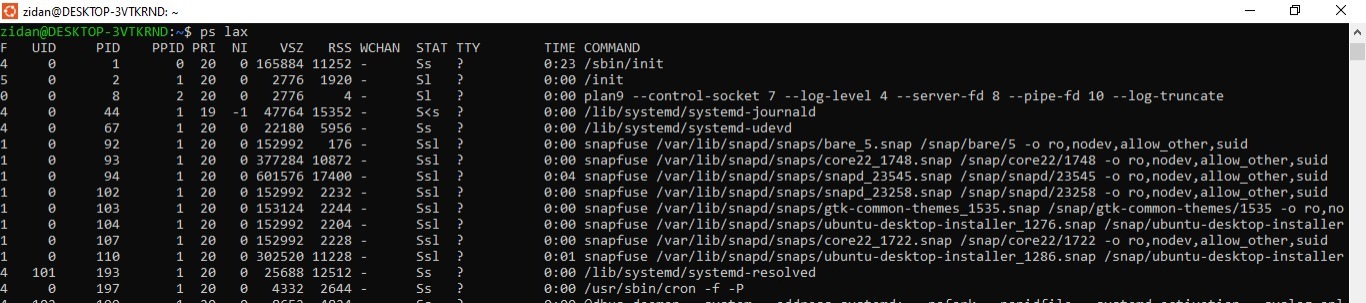 zidan@DESKTOP-3VTKRND: ~
zidan@DESKTOP-3VTKRND:~$ ps lax
F   UID     PID    PPID PRI  NI    VSZ   RSS WCHAN  STAT TTY        TIME COMMAND
4     0       1       0  20   0 165884 11252 -      Ss   ?          0:23 /sbin/init
5     0       2       1  20   0   2776  1920 -      Sl   ?          0:00 /init
0     0       8       2  20   0   2776     4 -      Sl   ?          0:00 plan9 --control-socket 7 --log-level 4 --server-fd 8 --pipe-fd 10 --log-truncate
4     0      44       1  19  -1  47764 15352 -      S<s  ?          0:00 /lib/systemd/systemd-journald
4     0      67       1  20   0  22180  5956 -      Ss   ?          0:00 /lib/systemd/systemd-udevd
1     0      92       1  20   0 152992   176 -      Ssl  ?          0:00 snapfuse /var/lib/snapd/snaps/bare_5.snap /snap/bare/5 -o ro,nodev,allow_other,suid
1     0      93       1  20   0 377284 10872 -      Ssl  ?          0:00 snapfuse /var/lib/snapd/snaps/core22_1748.snap /snap/core22/1748 -o ro,nodev,allow_other,suid
1     0      94       1  20   0 601576 17400 -      Ssl  ?          0:04 snapfuse /var/lib/snapd/snaps/snapd_23545.snap /snap/snapd/23545 -o ro,nodev,allow_other,suid
1     0     102       1  20   0 152992  2232 -      Ssl  ?          0:00 snapfuse /var/lib/snapd/snaps/snapd_23258.snap /snap/snapd/23258 -o ro,nodev,allow_other,suid
1     0     103       1  20   0 153124  2244 -      Ssl  ?          0:00 snapfuse /var/lib/snapd/snaps/gtk-common-themes_1535.snap /snap/gtk-common-themes/1535 -o ro,no
1     0     104       1  20   0 152992  2204 -      Ssl  ?          0:00 snapfuse /var/lib/snapd/snaps/ubuntu-desktop-installer_1276.snap /snap/ubuntu-desktop-installer
1     0     107       1  20   0 152992  2228 -      Ssl  ?          0:00 snapfuse /var/lib/snapd/snaps/core22_1722.snap /snap/core22/1722 -o ro,nodev,allow_other,suid
1     0     110       1  20   0 302520 11228 -      Ssl  ?          0:01 snapfuse /var/lib/snapd/snaps/ubuntu-desktop-installer_1286.snap /snap/ubuntu-desktop-installer
4   101     193       1  20   0  25688 12512 -      Ss   ?          0:00 /lib/systemd/systemd-resolved
4     0     197       1  20   0   4332  2644 -      Ss   ?          0:00 /usr/sbin/cron -f -P